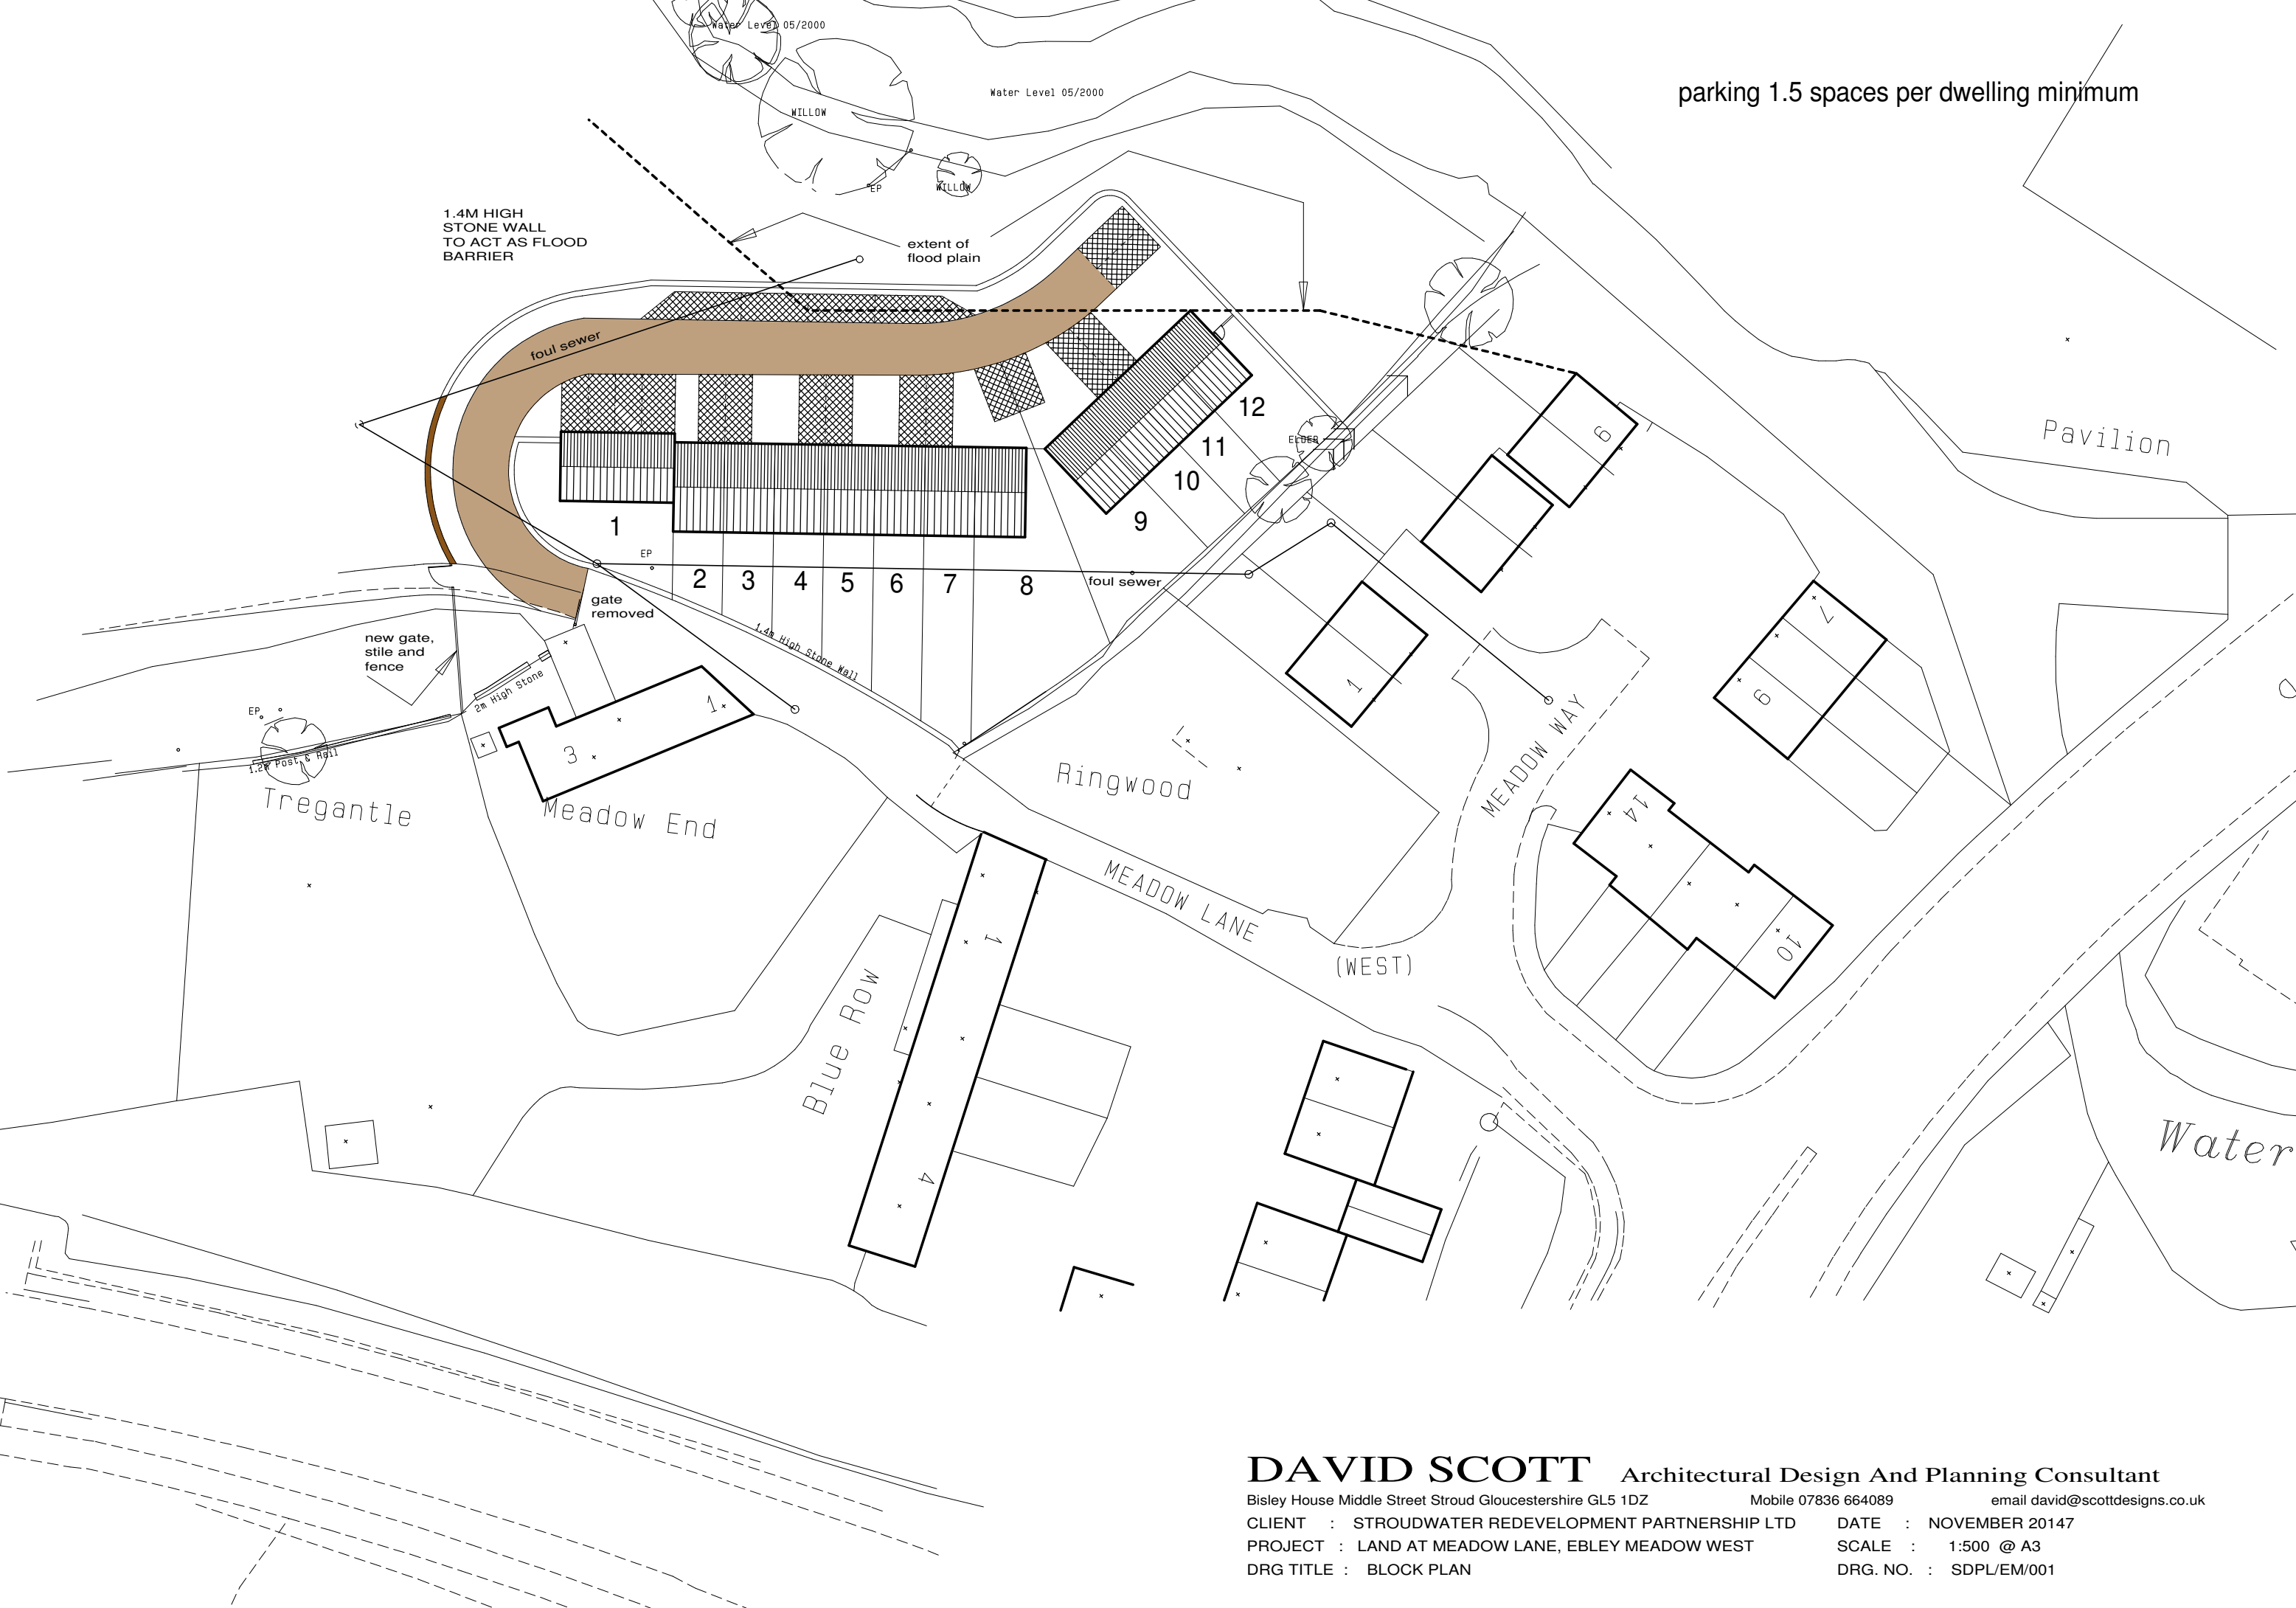 Water Level 05/2000
parking 1.5 spaces per dwelling minimum
Water Level 05/2000
WILLOW
EP
WILLOW
1.4M HIGH
STONE WALL
TO ACT AS FLOOD
BARRIER
extent of
flood plain
foul sewer
12
ELDER
11
10
9
1
EP
2
3
4
5
6
7
8
foul sewer
gate
removed
new gate,
stile and
fence
1.4m High Stone Wall
2m High Stone
EP
1.2m Post & Rail
Tregantle
Meadow End
3
1
Ringwood
MEADOW LANE
(WEST)
MEADOW WAY
1
9
7
9
14
10
Pavilion
Blue Row
1
4
Water
DAVID SCOTT Architectural Design And Planning Consultant
Bisley House Middle Street Stroud Gloucestershire GL5 1DZ Mobile 07836 664089 email david@scottdesigns.co.uk
CLIENT : STROUDWATER REDEVELOPMENT PARTNERSHIP LTD DATE : NOVEMBER 20147
PROJECT : LAND AT MEADOW LANE, EBLEY MEADOW WEST SCALE : 1:500 @ A3
DRG TITLE : BLOCK PLAN DRG. NO. : SDPL/EM/001